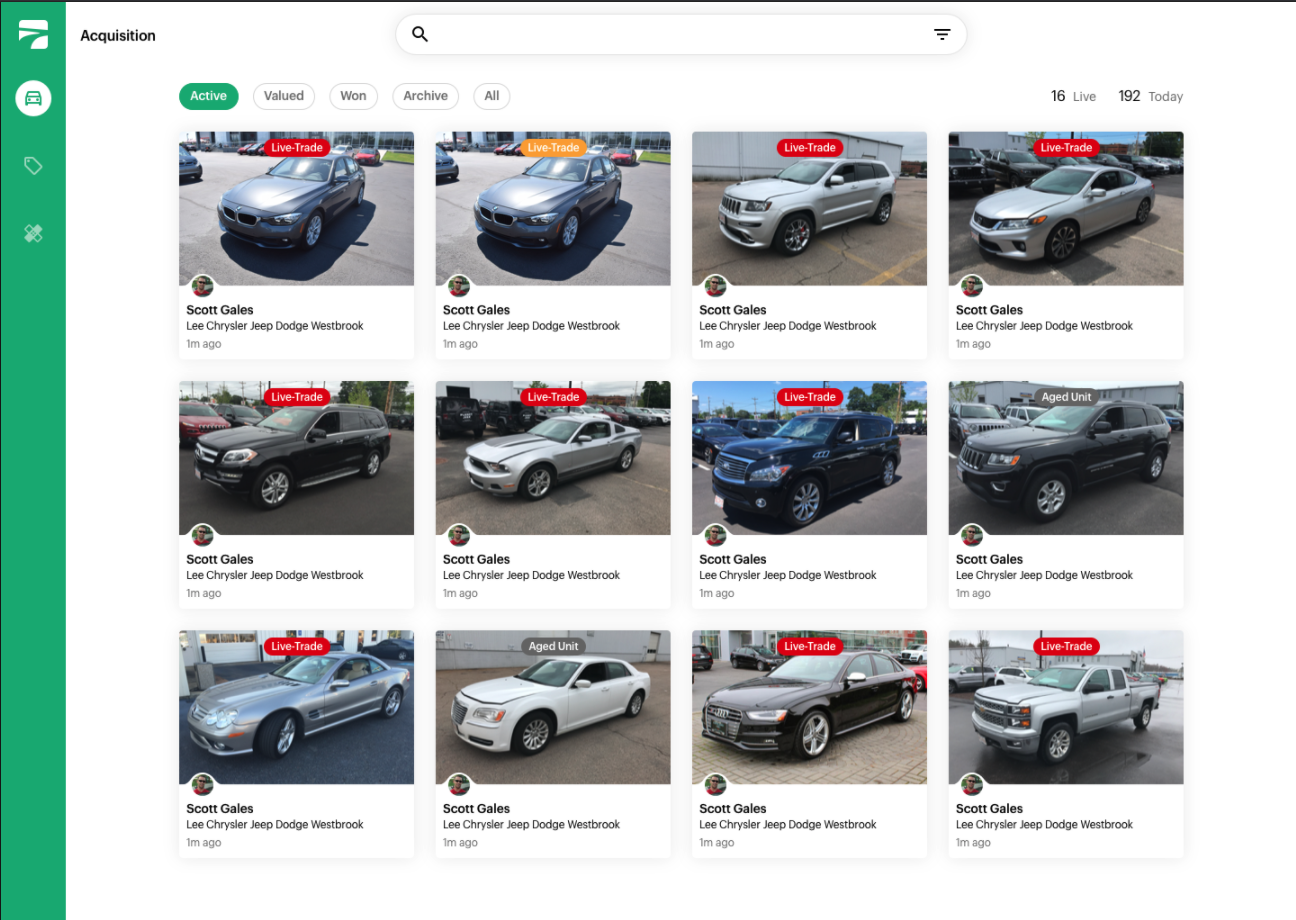 Acquisition
Active
Valued
Won
Archive
All
16 Live
192 Today
Live-Trade
Scott Gales
Lee Chrysler Jeep Dodge Westbrook
1m ago
Live-Trade
Scott Gales
Lee Chrysler Jeep Dodge Westbrook
1m ago
Live-Trade
Scott Gales
Lee Chrysler Jeep Dodge Westbrook
1m ago
Live-Trade
Scott Gales
Lee Chrysler Jeep Dodge Westbrook
1m ago
Live-Trade
Scott Gales
Lee Chrysler Jeep Dodge Westbrook
1m ago
Live-Trade
Scott Gales
Lee Chrysler Jeep Dodge Westbrook
1m ago
Live-Trade
Scott Gales
Lee Chrysler Jeep Dodge Westbrook
1m ago
Aged Unit
Scott Gales
Lee Chrysler Jeep Dodge Westbrook
1m ago
Live-Trade
Scott Gales
Lee Chrysler Jeep Dodge Westbrook
1m ago
Aged Unit
Scott Gales
Lee Chrysler Jeep Dodge Westbrook
1m ago
Live-Trade
Scott Gales
Lee Chrysler Jeep Dodge Westbrook
1m ago
Live-Trade
Scott Gales
Lee Chrysler Jeep Dodge Westbrook
1m ago